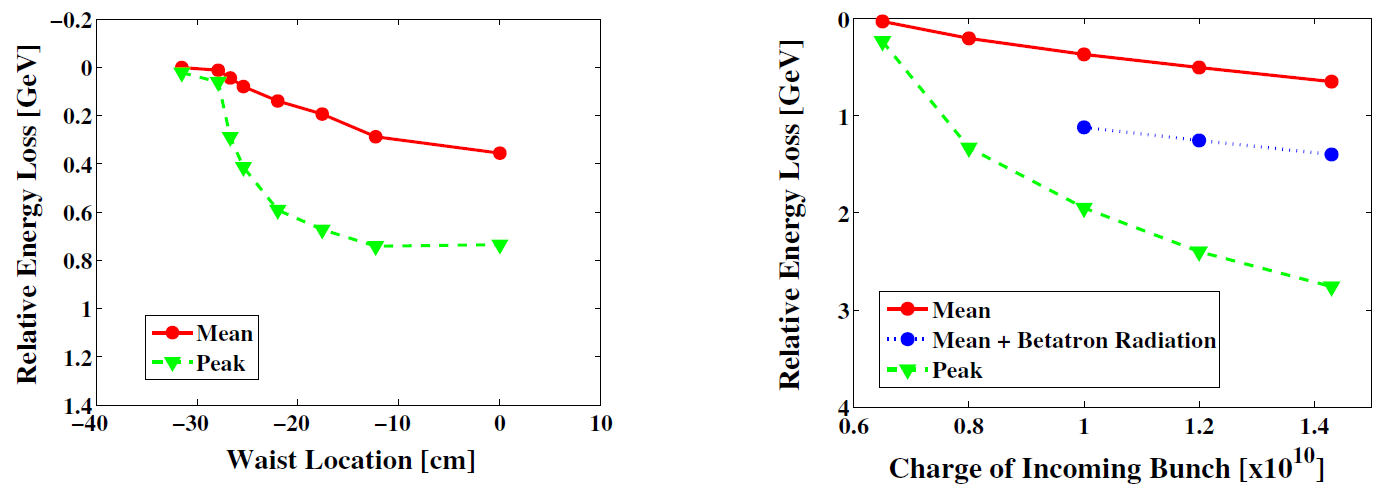 Relative Energy Loss [GeV]
−0.2
0
0.2
0.4
0.6
0.8
1
1.2
1.4
−40
−30
−20
−10
0
10
Waist Location [cm]
Mean
Peak
Relative Energy Loss [GeV]
0
1
2
3
4
0.6
0.8
1
1.2
1.4
Charge of Incoming Bunch [x10^10]
Mean
Mean + Betatron Radiation
Peak